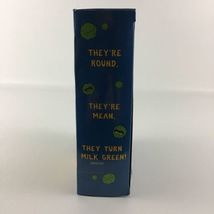 THEY'RE
ROUND,
THEY'RE
MEAN,
THEY TURN
MILK GREEN!